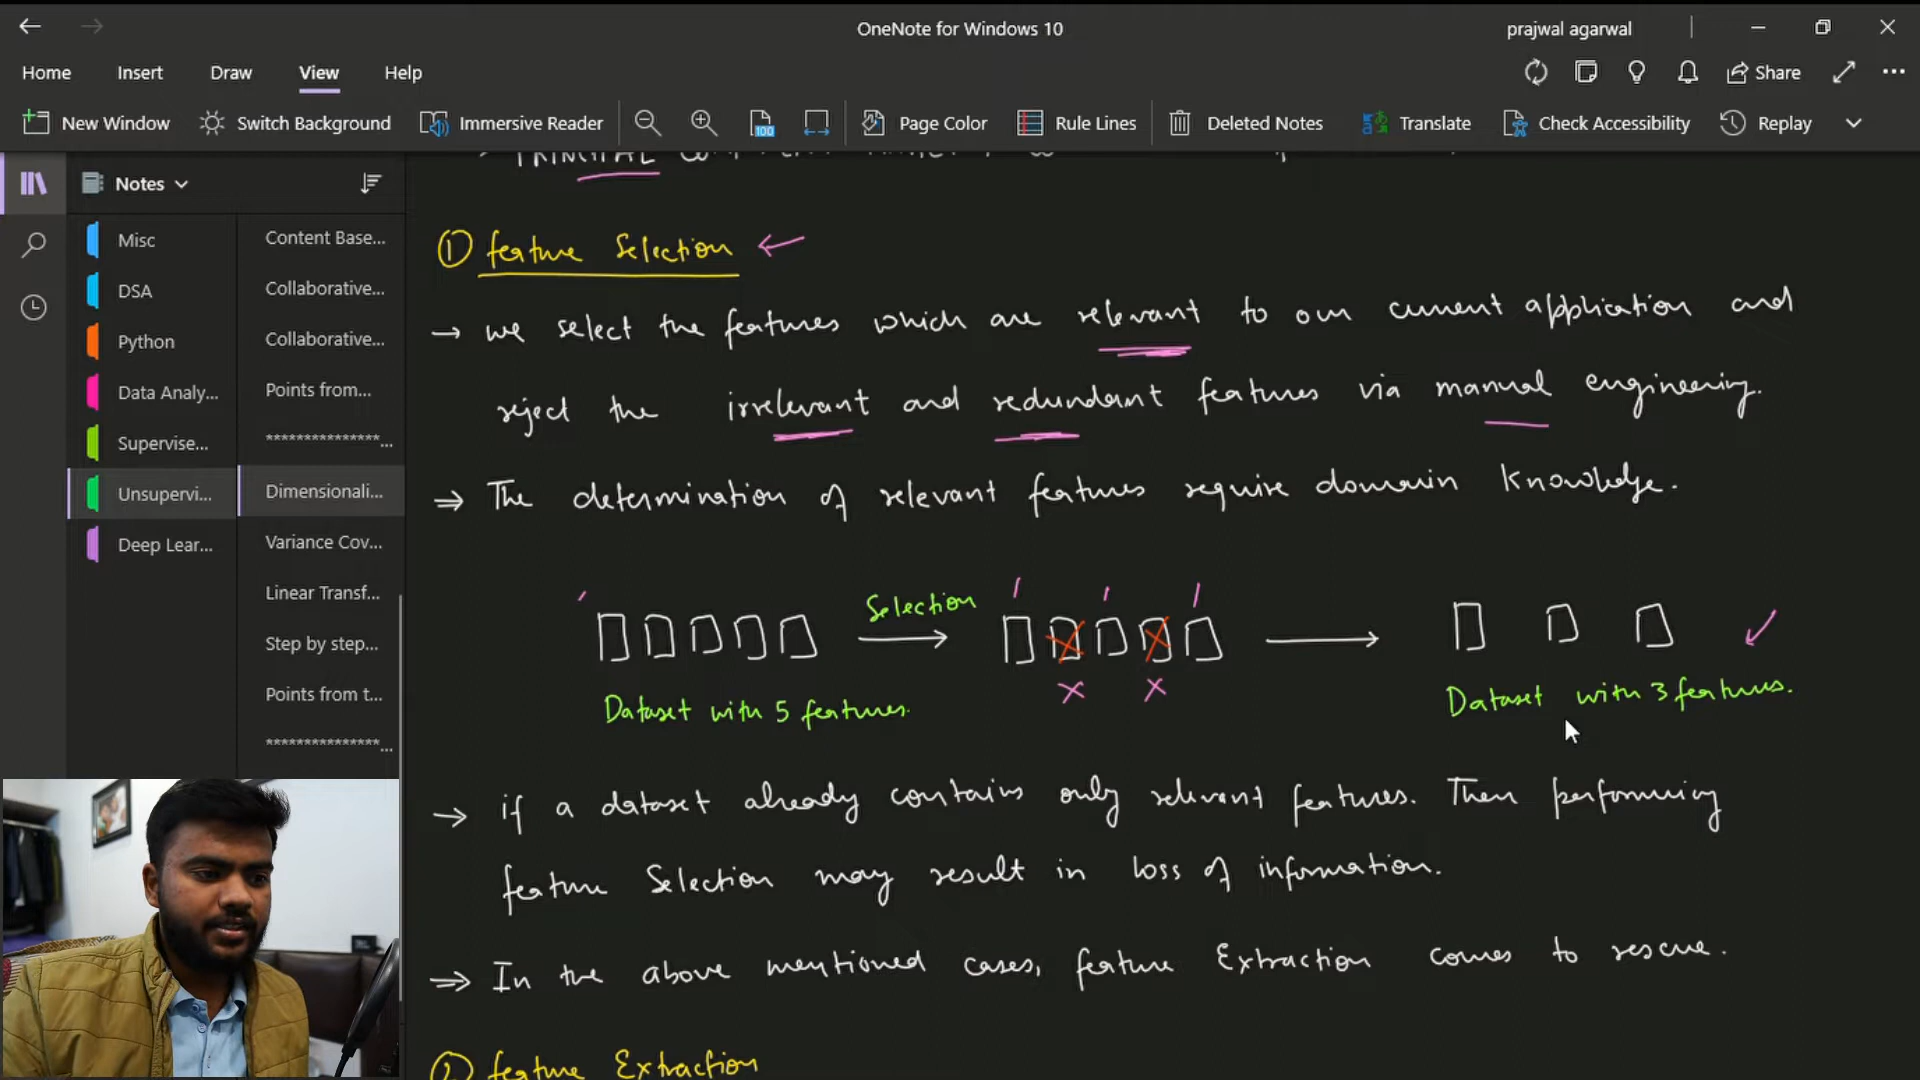 OneNote for Windows 10
prajwal agarwal
Home Insert Draw View Help
Share
New Window Switch Background Immersive Reader 100 Page Color Rule Lines Deleted Notes Translate Check Accessibility Replay
Notes
Misc
DSA
Python
Data Analy...
Supervise...
Unsupervi...
Deep Lear...
Content Base...
Collaborative...
Collaborative...
Points from...
***************...
Dimensionali...
Variance Cov...
Linear Transf...
Step by step...
Points from t...
***************...
PRINCIPAL
① feature Selection ←
→ we select the features which are relevant to our current application and
reject the irrelevant and redundant features via manual engineering.
⇒ The determination of relevant features require domain Knowledge.
Selection
Dataset with 5 features.
x x
Dataset with 3 features.
→ if a dataset already contains only relevant features. Then performing
feature Selection may result in loss of information.
⇒ In the above mentioned cases, feature Extraction comes to rescue.
② feature Extraction